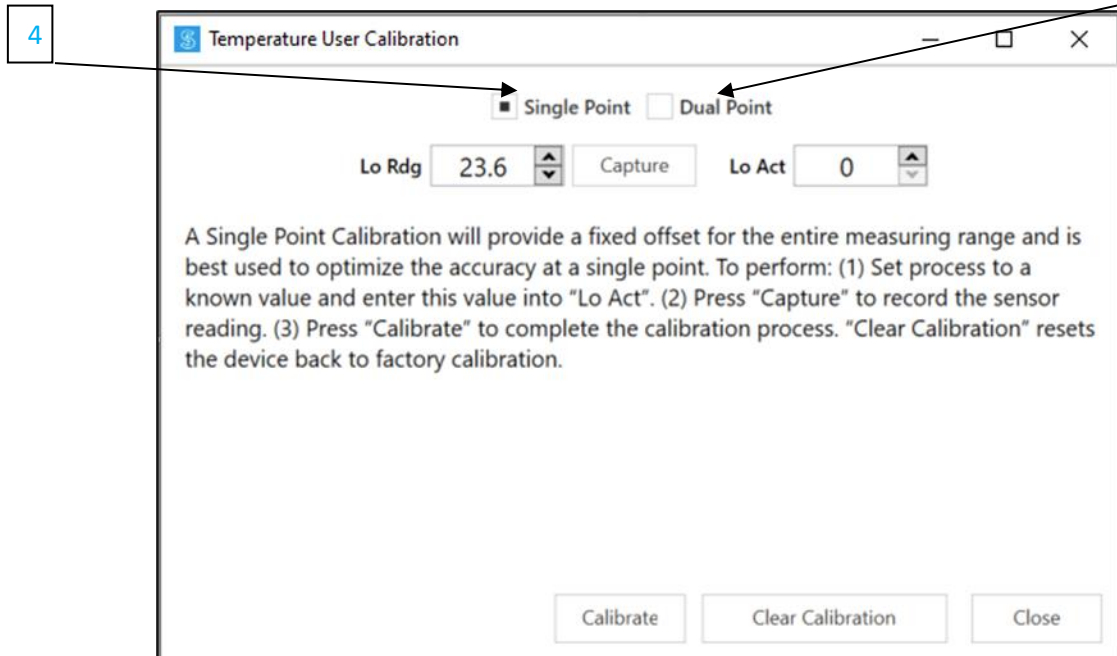 4
Temperature User Calibration
Single Point Dual Point
Lo Rdg 23.6 Capture Lo Act 0
A Single Point Calibration will provide a fixed offset for the entire measuring range and is
best used to optimize the accuracy at a single point. To perform: (1) Set process to a
known value and enter this value into “Lo Act”. (2) Press “Capture” to record the sensor
reading. (3) Press “Calibrate” to complete the calibration process. “Clear Calibration” resets
the device back to factory calibration.
Calibrate Clear Calibration Close